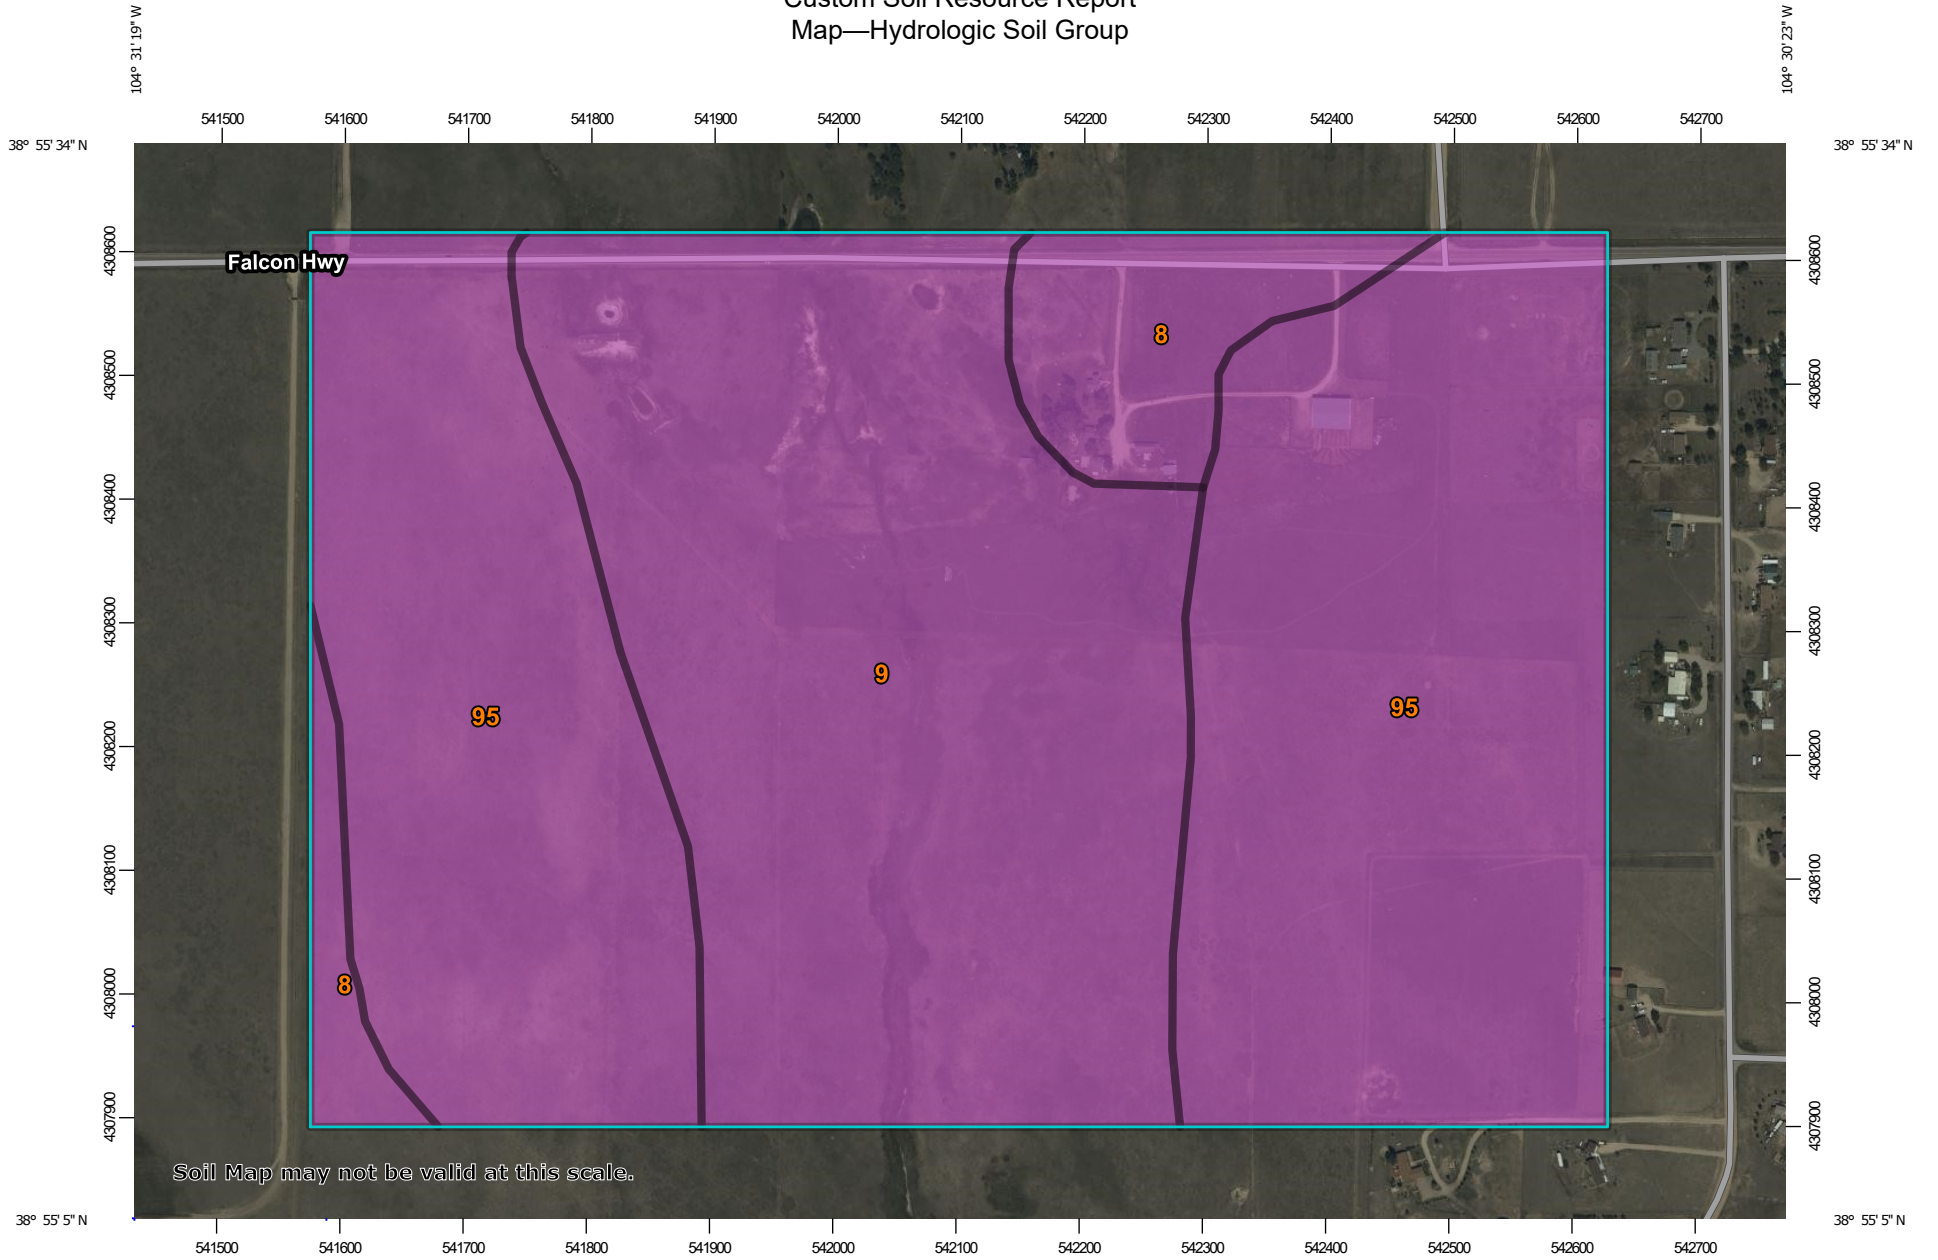 Custom Soil Resource Report
Map—Hydrologic Soil Group
104° 31' 19" W
104° 30' 23" W
541500 541600 541700 541800 541900 542000 542100 542200 542300 542400 542500 542600 542700
38° 55' 34" N
38° 55' 34" N
4308600
4308500
4308400
4308300
4308200
4308100
4308000
4307900
Falcon Hwy
8
9
95
95
8
4308600
4308500
4308400
4308300
4308200
4308100
4308000
4307900
Soil Map may not be valid at this scale.
38° 55' 5" N
38° 55' 5" N
541500 541600 541700 541800 541900 542000 542100 542200 542300 542400 542500 542600 542700